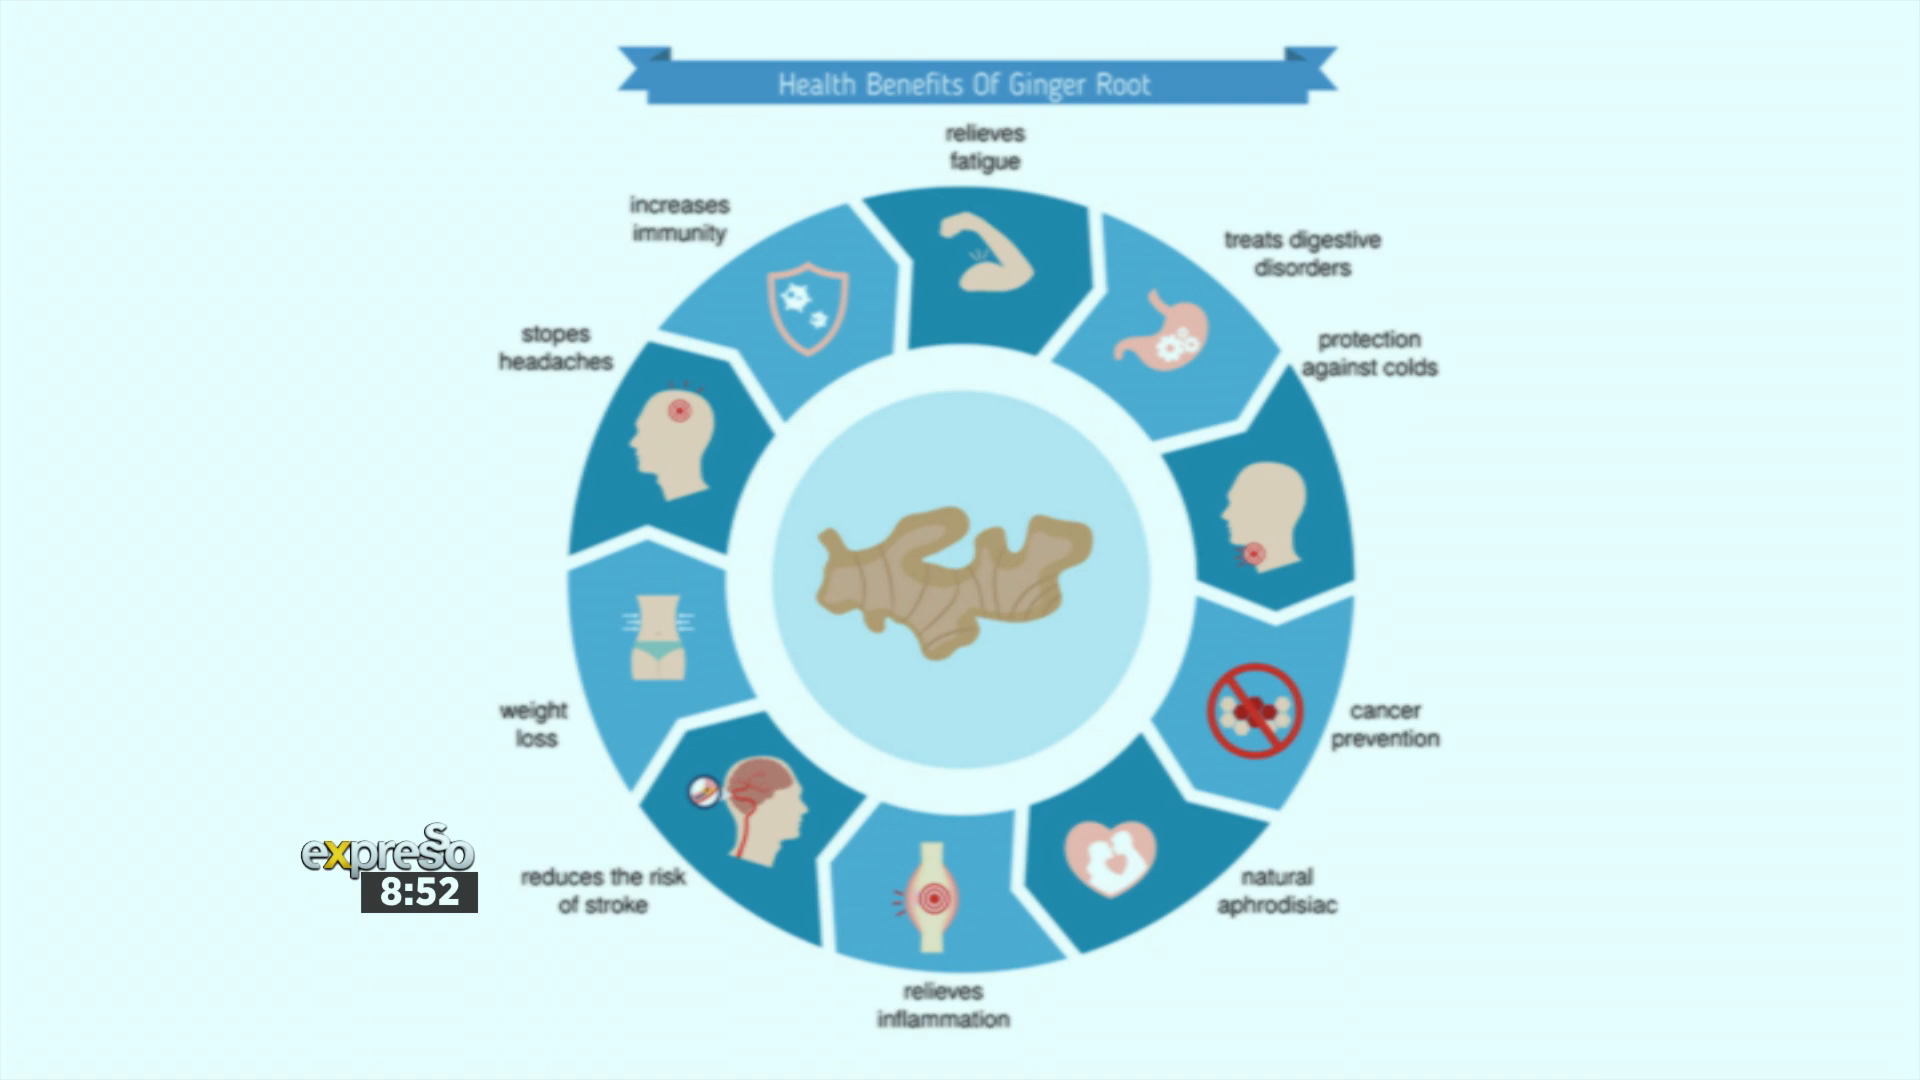 Health Benefits Of Ginger Root
relieves
fatigue
increases
immunity
treats digestive
disorders
stopes
headaches
protection
against colds
weight
loss
cancer
prevention
reduces the risk
of stroke
natural
aphrodisiac
relieves
inflammation
expresso
8:52